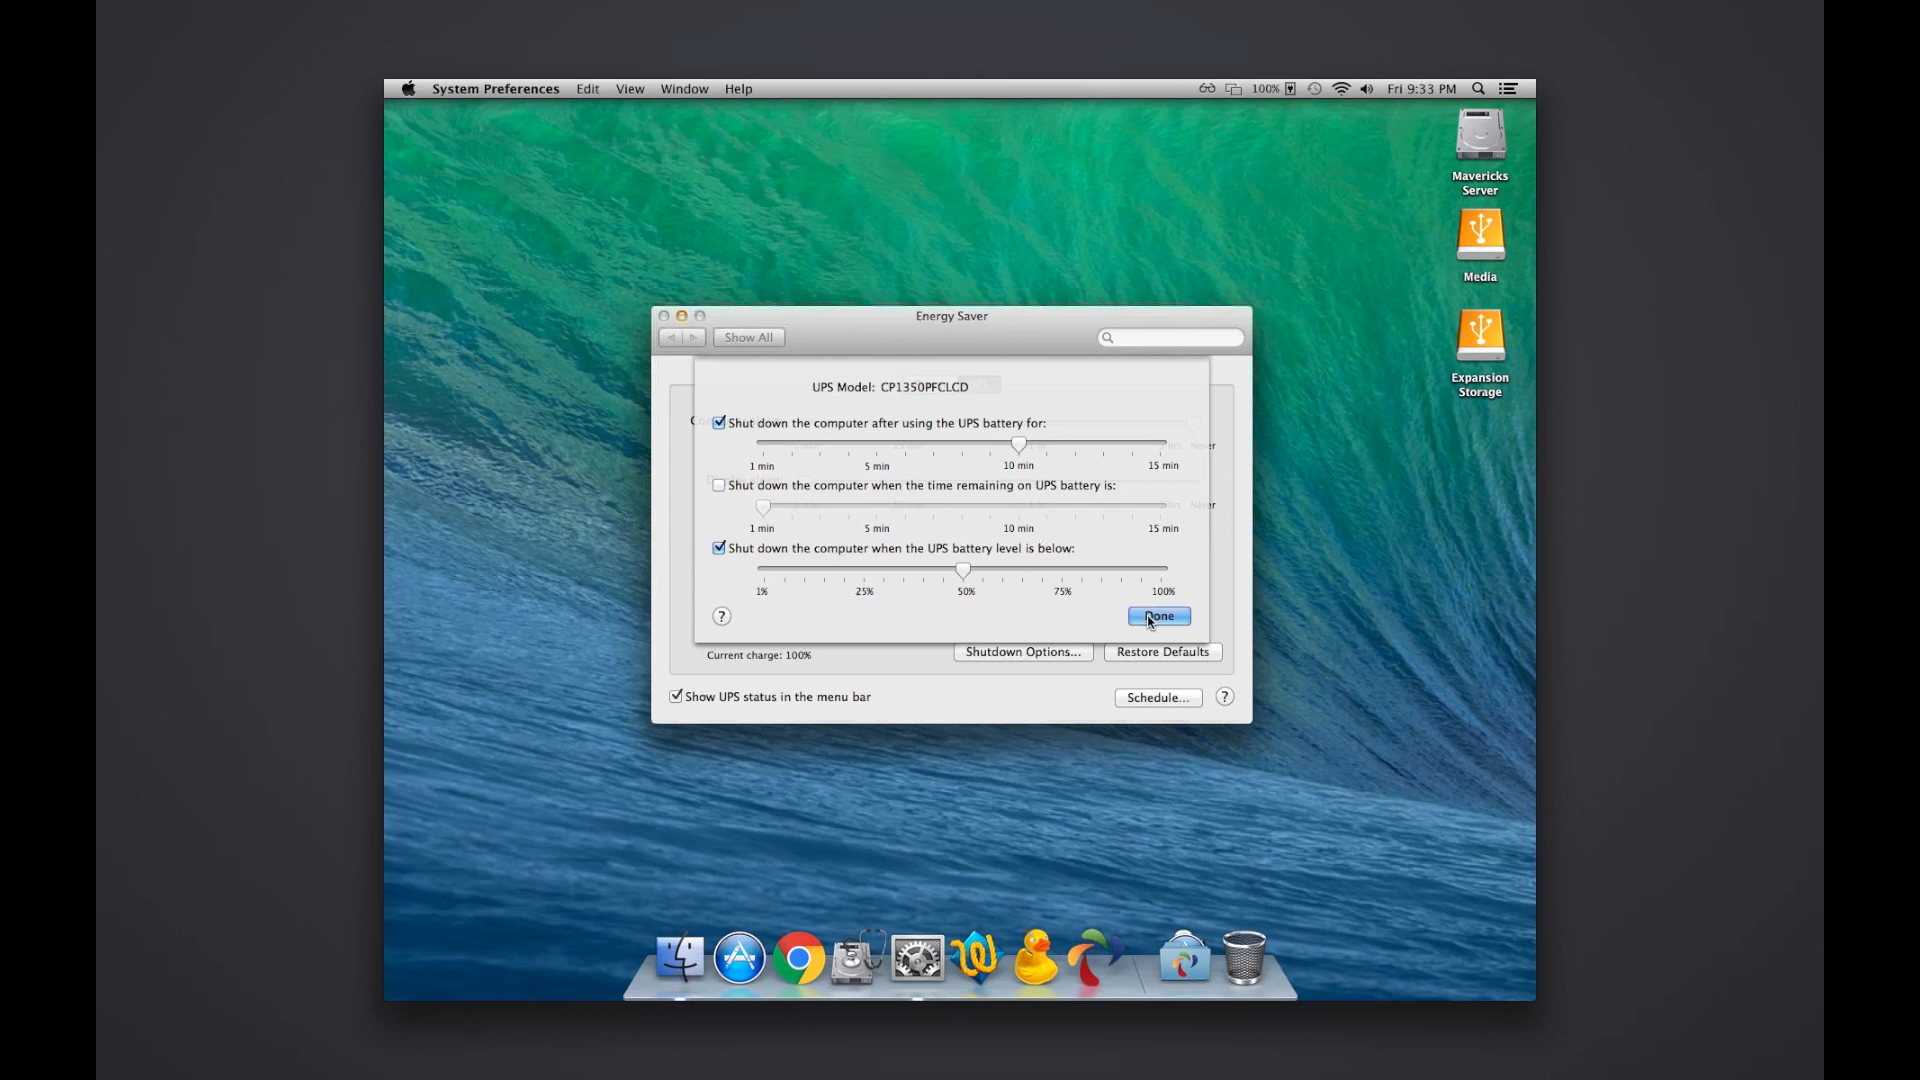 System Preferences Edit View Window Help 100% Fri 9:33 PM
Mavericks
Server
Media
Expansion
Storage
Energy Saver
Show All
UPS Model: CP1350PFCLCD
Shut down the computer after using the UPS battery for:
1 min 5 min 10 min 15 min
Shut down the computer when the time remaining on UPS battery is:
Never
1 min 5 min 10 min 15 min
Shut down the computer when the UPS battery level is below:
1% 25% 50% 75% 100%
? Done
Current charge: 100% Shutdown Options... Restore Defaults
Show UPS status in the menu bar Schedule... ?